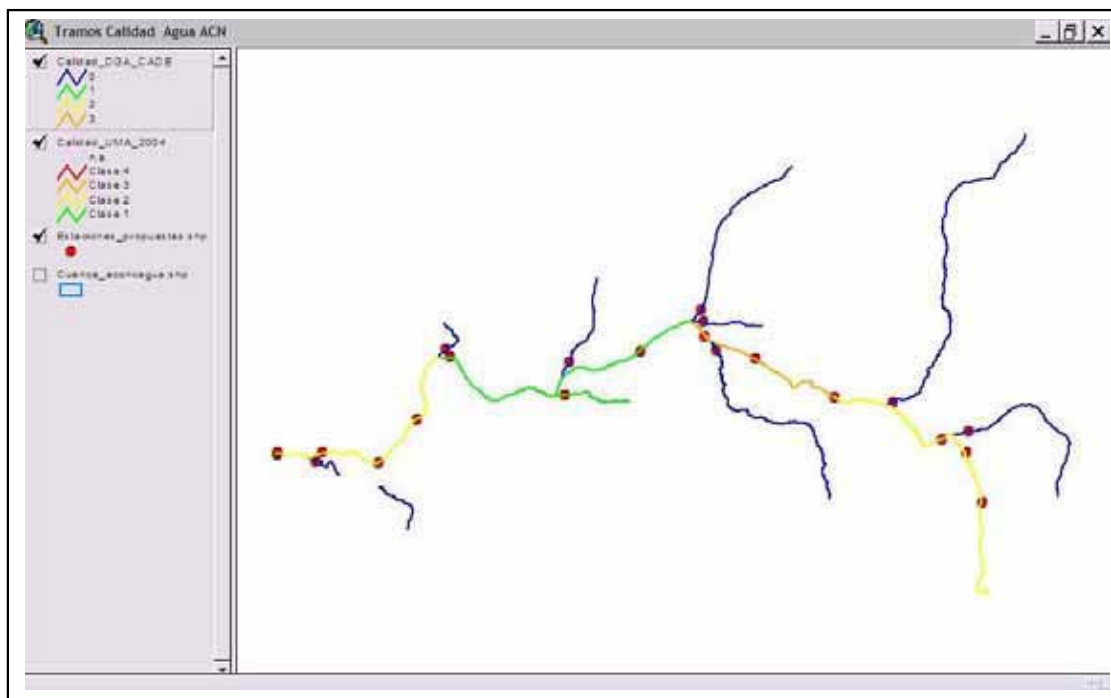 Tramos Calidad Agua ACN
Calidad_DGA_CADE
0
1
2
3
Calidad_UMA_2004
n.a
Clase 4
Clase 3
Clase 2
Clase 1
Estaciones_propuestas.shp
Cuenca_aconcagua.shp